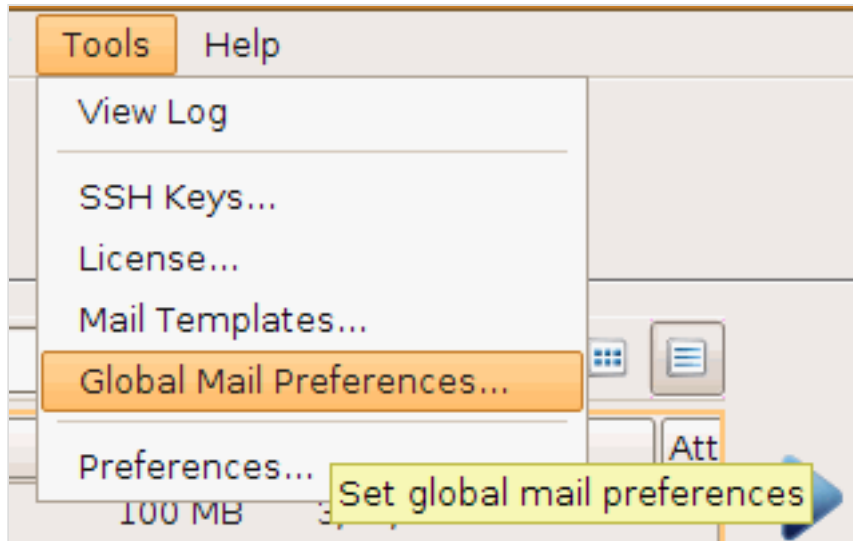 Tools Help
View Log
SSH Keys...
License...
Mail Templates...
Global Mail Preferences...
Att
Preferences...
Set global mail preferences
100 MB